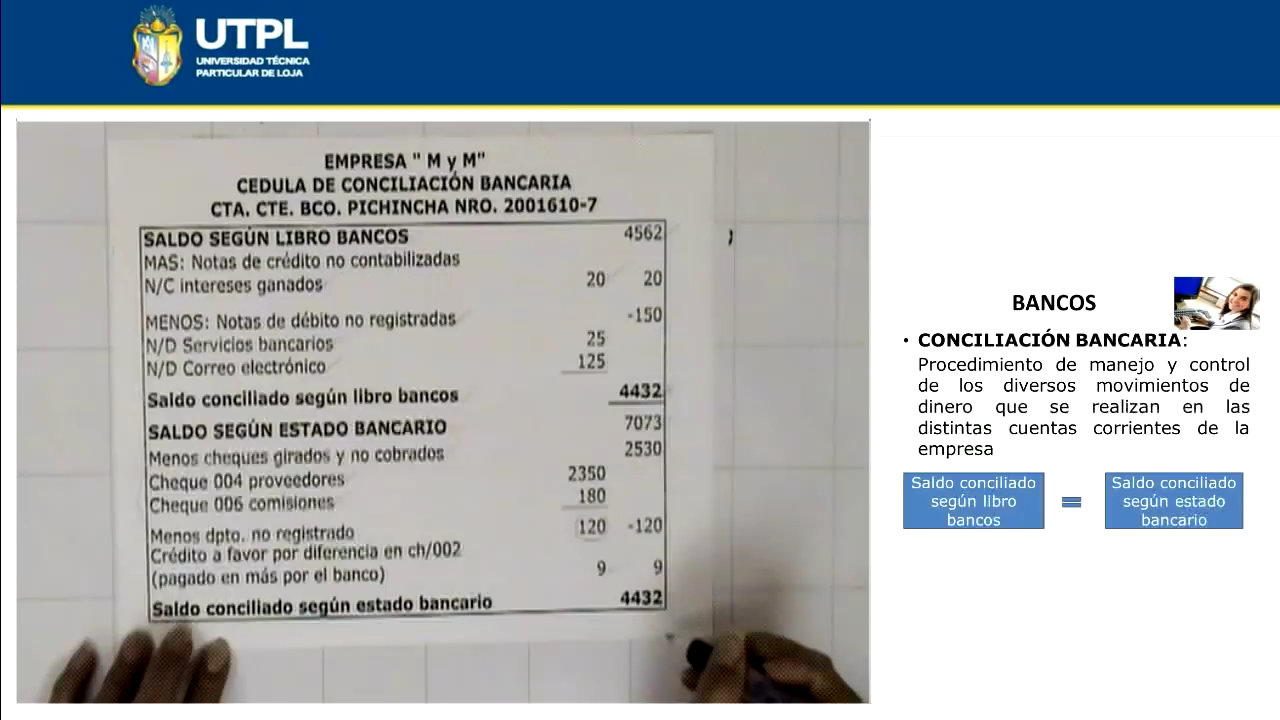 UTPL
UNIVERSIDAD TÉCNICA
PARTICULAR DE LOJA
EMPRESA " M y M"
CEDULA DE CONCILIACIÓN BANCARIA
CTA. CTE. BCO. PICHINCHA NRO. 2001610-7
SALDO SEGÚN LIBRO BANCOS 4562
MAS: Notas de crédito no contabilizadas
N/C intereses ganados 20 20
MENOS: Notas de débito no registradas -150
N/D Servicios bancarios 25
N/D Correo electrónico 125
Saldo conciliado según libro bancos 4432
SALDO SEGÚN ESTADO BANCARIO 7073
Menos cheques girados y no cobrados 2530
Cheque 004 proveedores 2350
Cheque 006 comisiones 180
Menos dpto. no registrado 120 -120
Crédito a favor por diferencia en ch/002
(pagado en más por el banco) 9 9
Saldo conciliado según estado bancario 4432
BANCOS
• CONCILIACIÓN BANCARIA:
Procedimiento de manejo y control
de los diversos movimientos de
dinero que se realizan en las
distintas cuentas corrientes de la
empresa
Saldo conciliado
según libro
bancos
=
Saldo conciliado
según estado
bancario